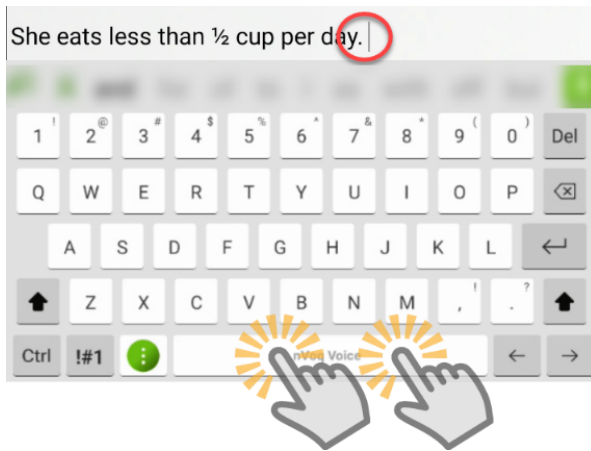 She eats less than ½ cup per day.
1 ! 2 @ 3 # 4 $ 5 % 6 ^ 7 & 8 * 9 ( 0 ) Del
Q W E R T Y U I O P
A S D F G H J K L
Z X C V B N M , ! . ?
Ctrl !#1 nVoq Voice